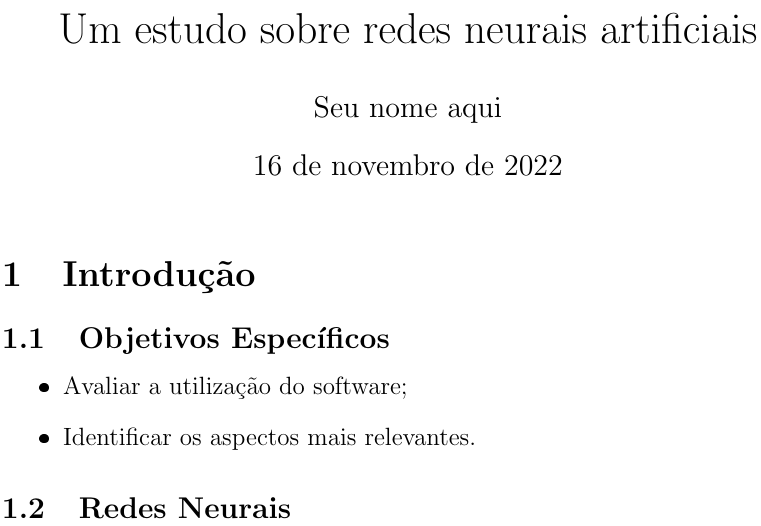 Um estudo sobre redes neurais artificiais
Seu nome aqui
16 de novembro de 2022
1 Introdução
1.1 Objetivos Específicos
• Avaliar a utilização do software;
• Identificar os aspectos mais relevantes.
1.2 Redes Neurais